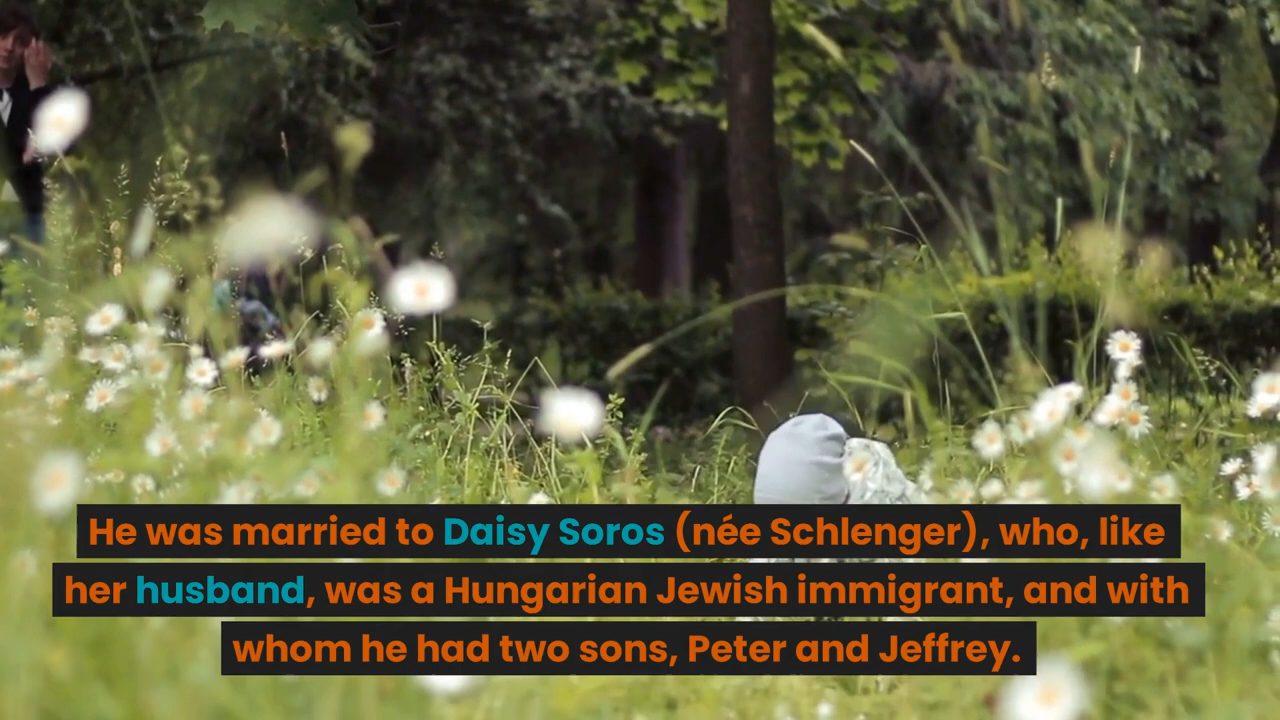 He was married to Daisy Soros (née Schlenger), who, like
her husband, was a Hungarian Jewish immigrant, and with
whom he had two sons, Peter and Jeffrey.